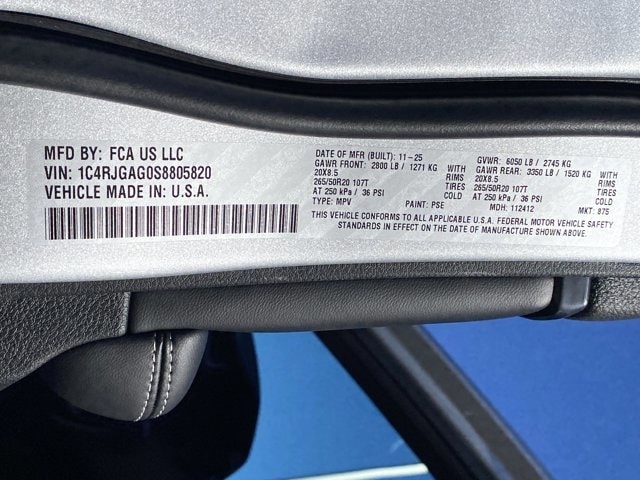 MFD BY: FCA US LLC
VIN: 1C4RJGAG0S8805820
VEHICLE MADE IN: U.S.A.
DATE OF MFR (BUILT): 11-25
GAWR FRONT: 2800 LB / 1271 KG WITH
20X8.5 RIMS
265/50R20 107T TIRES
AT 250 kPa / 36 PSI COLD
TYPE: MPV PAINT: PSE
GVWR: 6050 LB / 2745 KG
GAWR REAR: 3350 LB / 1520 KG WITH
20X8.5 RIMS
265/50R20 107T TIRES
AT 250 kPa / 36 PSI COLD
MDH: 112412 MKT: 875
THIS VEHICLE CONFORMS TO ALL APPLICABLE U.S.A. FEDERAL MOTOR VEHICLE SAFETY
STANDARDS IN EFFECT ON THE DATE OF MANUFACTURE SHOWN ABOVE.